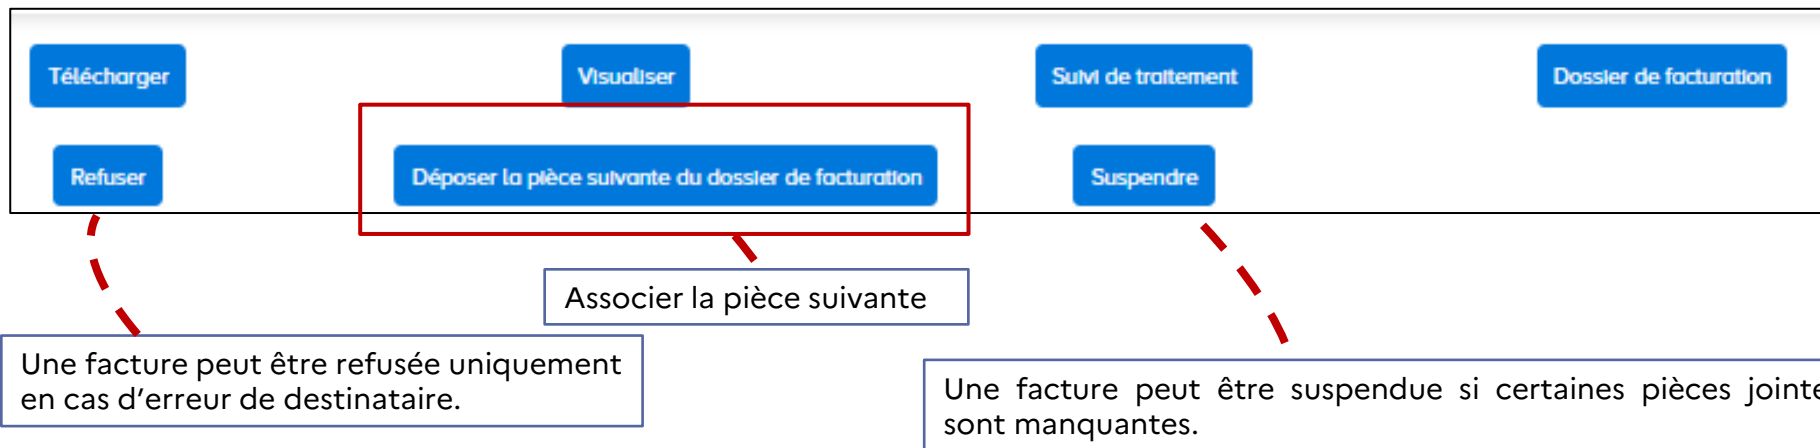 Télécharger
Visualiser
Suivi de traitement
Dossier de facturation
Refuser
Déposer la pièce suivante du dossier de facturation
Suspendre
Associer la pièce suivante
Une facture peut être refusée uniquement
en cas d'erreur de destinataire.
Une facture peut être suspendue si certaines pièces jointe
sont manquantes.